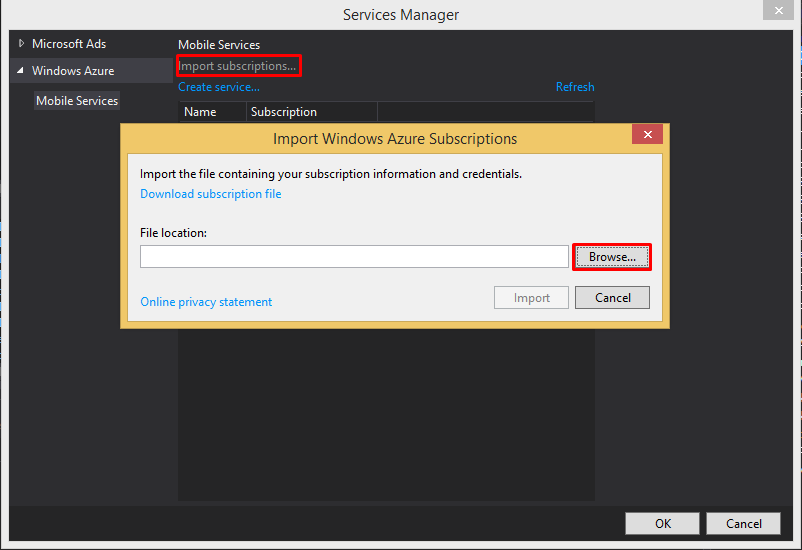 Services Manager
Microsoft Ads
Windows Azure
Mobile Services
Mobile Services
Import subscriptions...
Create service...
Refresh
Name Subscription
Import Windows Azure Subscriptions
Import the file containing your subscription information and credentials.
Download subscription file
File location:
Browse...
Online privacy statement
Import
Cancel
OK
Cancel